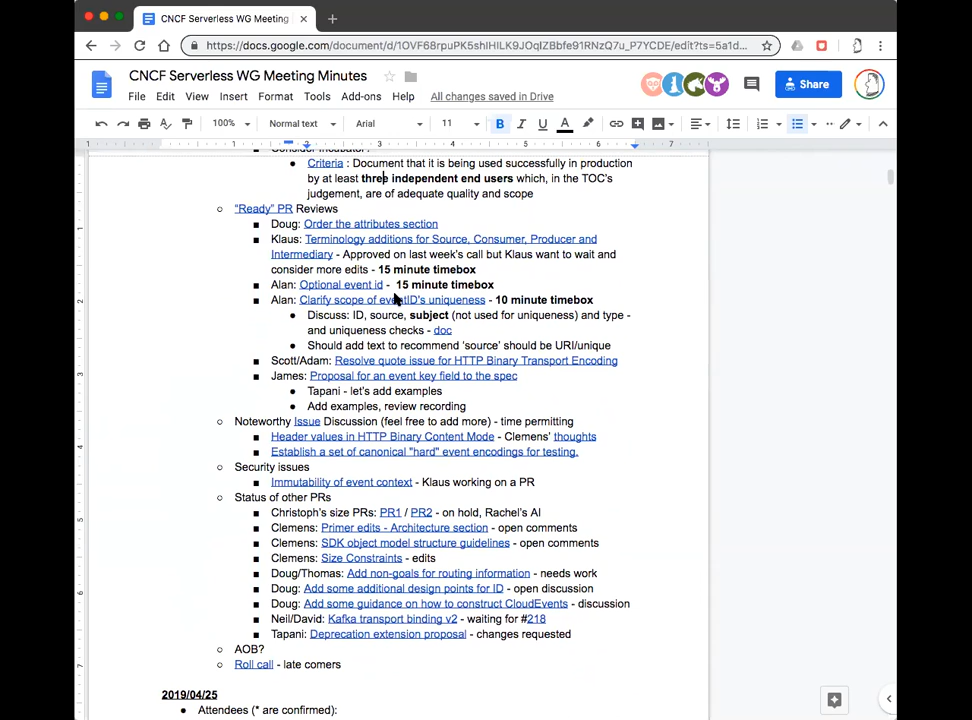 CNCF Serverless WG Meeting
https://docs.google.com/document/d/1OVF68rpuPK5shIHILK9JOqIZBbfe91RNzQ7u_P7YCDE/edit?ts=5a1d...
CNCF Serverless WG Meeting Minutes
File Edit View Insert Format Tools Add-ons Help All changes saved in Drive
Share
100% Normal text Arial 11
1 1 2 3 4 5 6 7
Criteria : Document that it is being used successfully in production
by at least three independent end users which, in the TOC's
judgement, are of adequate quality and scope
"Ready" PR Reviews
Doug: Order the attributes section
Klaus: Terminology additions for Source, Consumer, Producer and
Intermediary - Approved on last week's call but Klaus want to wait and
consider more edits - 15 minute timebox
Alan: Optional event id - 15 minute timebox
Alan: Clarify scope of eventID's uniqueness - 10 minute timebox
Discuss: ID, source, subject (not used for uniqueness) and type -
and uniqueness checks - doc
Should add text to recommend 'source' should be URI/unique
Scott/Adam: Resolve quote issue for HTTP Binary Transport Encoding
James: Proposal for an event key field to the spec
Tapani - let's add examples
Add examples, review recording
Noteworthy Issue Discussion (feel free to add more) - time permitting
Header values in HTTP Binary Content Mode - Clemens' thoughts
Establish a set of canonical "hard" event encodings for testing.
Security issues
Immutability of event context - Klaus working on a PR
Status of other PRs
Christoph's size PRs: PR1 / PR2 - on hold, Rachel's AI
Clemens: Primer edits - Architecture section - open comments
Clemens: SDK object model structure guidelines - open comments
Clemens: Size Constraints - edits
Doug/Thomas: Add non-goals for routing information - needs work
Doug: Add some additional design points for ID - open discussion
Doug: Add some guidance on how to construct CloudEvents - discussion
Neil/David: Kafka transport binding v2 - waiting for #218
Tapani: Deprecation extension proposal - changes requested
AOB?
Roll call - late comers
2019/04/25
Attendees (* are confirmed):